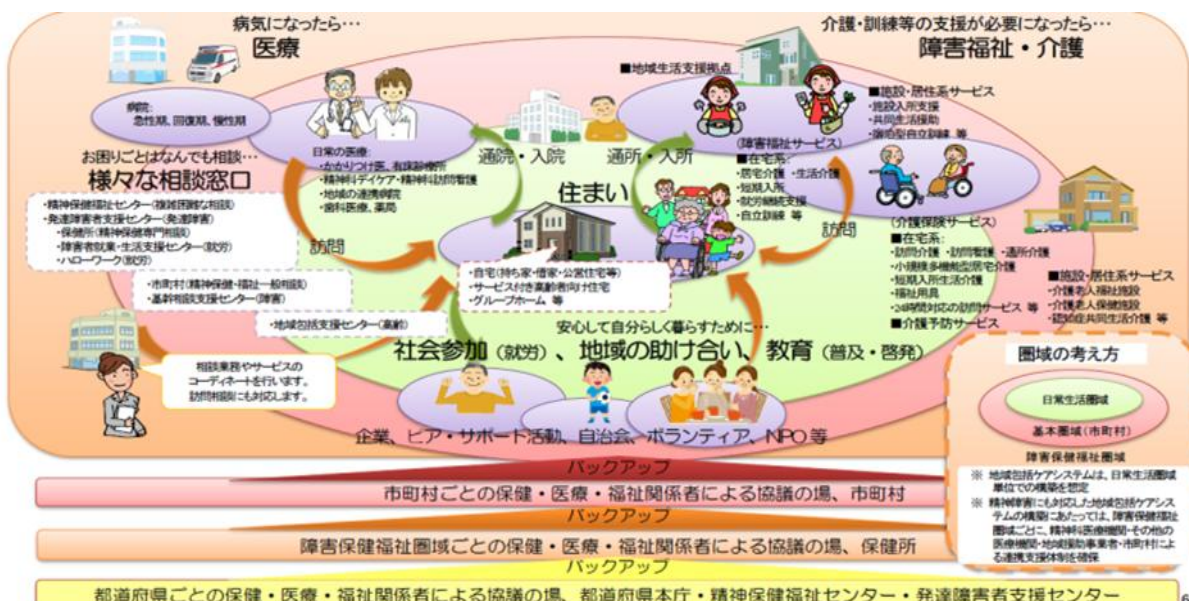 病気になったら…
医療
介護・訓練等の支援が必要になったら…
障害福祉・介護
病院:
急性期、回復期、慢性期
日常の医療:
・かかりつけ医、有床診療所
・精神科デイケア・精神科訪問看護
・地域の連携病院
・歯科医療、薬局
通院・入院
通所・入所
■地域生活支援拠点
(障害福祉サービス)
■在宅系:
・居宅介護 ・生活介護
・短期入所
・就労継続支援
・自立訓練 等
■施設・居住系サービス
・施設入所支援
・共同生活援助
・宿泊型自立訓練 等
お困りごとはなんでも相談…
様々な相談窓口
・精神保健福祉センター(複雑困難な相談)
・発達障害者支援センター(発達障害)
・保健所(精神保健専門相談)
・障害者就業・生活支援センター(就労)
・ハローワーク(就労)
・市町村(精神保健・福祉一般相談)
・基幹相談支援センター(障害)
・地域包括支援センター(高齢)
訪問
住まい
・自宅(持ち家・借家・公営住宅等)
・サービス付き高齢者向け住宅
・グループホーム 等
訪問
(介護保険サービス)
■在宅系:
・訪問介護 ・訪問看護 ・通所介護
・小規模多機能型居宅介護
・短期入所生活介護
・福祉用具
・24時間対応の訪問サービス 等
■介護予防サービス
■施設・居住系サービス
・介護老人福祉施設
・介護老人保健施設
・認知症共同生活介護 等
相談業務やサービスの
コーディネートを行います。
訪問相談にも対応します。
安心して自分らしく暮らすために…
社会参加(就労)、地域の助け合い、教育(普及・啓発)
企業、ピア・サポート活動、自治会、ボランティア、NPO 等
圏域の考え方
日常生活圏域
基本圏域(市町村)
障害保健福祉圏域
※ 地域包括ケアシステムは、日常生活圏域
単位での構築を想定
※ 精神障害にも対応した地域包括ケアシス
テムの構築にあたっては、障害保健福祉
圏域ごとに、精神科医療機関・その他の
医療機関・地域援助事業者・市町村によ
る連携支援体制を確保
バックアップ
市町村ごとの保健・医療・福祉関係者による協議の場、市町村
バックアップ
障害保健福祉圏域ごとの保健・医療・福祉関係者による協議の場、保健所
バックアップ
都道府県ごとの保健・医療・福祉関係者による協議の場、都道府県本庁・精神保健福祉センター・発達障害者支援センター
6